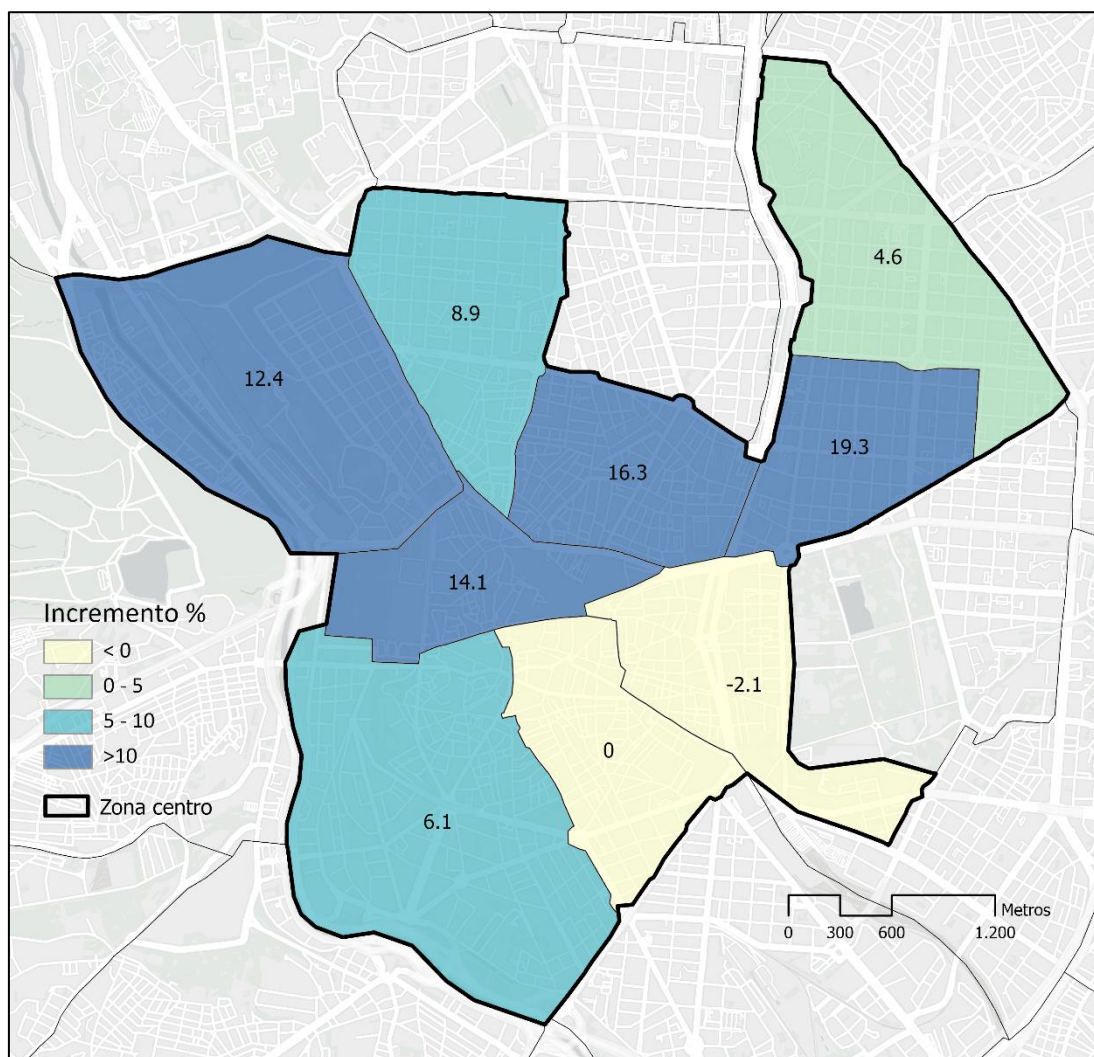 4.6
8.9
12.4
19.3
16.3
14.1
-2.1
0
6.1
Incremento %
< 0
0 - 5
5 - 10
>10
Zona centro
Metros
0 300 600 1.200